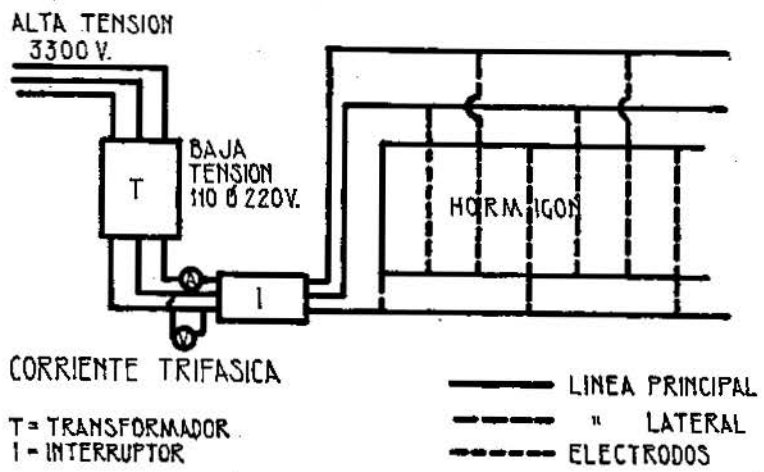 ALTA TENSION
3300 V.
BAJA
TENSION
110 Ó 220V.
T
HORMIGON
A
I
V
CORRIENTE TRIFASICA
LINEA PRINCIPAL
" LATERAL
ELECTRODOS
T = TRANSFORMADOR
I - INTERRUPTOR